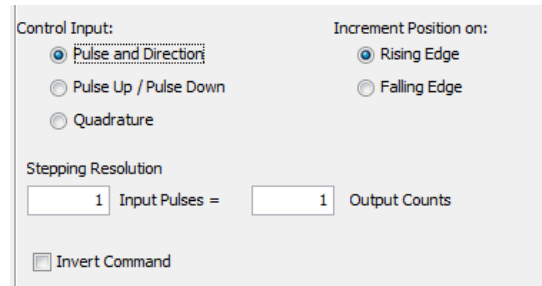 Control Input:
Increment Position on:
Pulse and Direction
Rising Edge
Pulse Up / Pulse Down
Falling Edge
Quadrature
Stepping Resolution
1 Input Pulses = 1 Output Counts
Invert Command